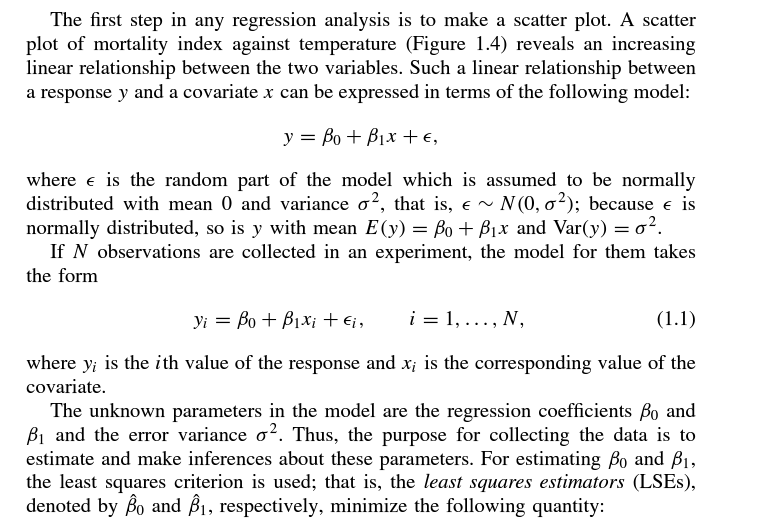 The first step in any regression analysis is to make a scatter plot. A scatter
plot of mortality index against temperature (Figure 1.4) reveals an increasing
linear relationship between the two variables. Such a linear relationship between
a response y and a covariate x can be expressed in terms of the following model:
y = β₀ + β₁x + ϵ,
where ϵ is the random part of the model which is assumed to be normally
distributed with mean 0 and variance σ², that is, ϵ ∼ N(0, σ²); because ϵ is
normally distributed, so is y with mean E(y) = β₀ + β₁x and Var(y) = σ².
If N observations are collected in an experiment, the model for them takes
the form
yᵢ = β₀ + β₁xᵢ + ϵᵢ, i = 1, . . . , N, (1.1)
where yᵢ is the ith value of the response and xᵢ is the corresponding value of the
covariate.
The unknown parameters in the model are the regression coefficients β₀ and
β₁ and the error variance σ². Thus, the purpose for collecting the data is to
estimate and make inferences about these parameters. For estimating β₀ and β₁,
the least squares criterion is used; that is, the least squares estimators (LSEs),
denoted by β̂₀ and β̂₁, respectively, minimize the following quantity: